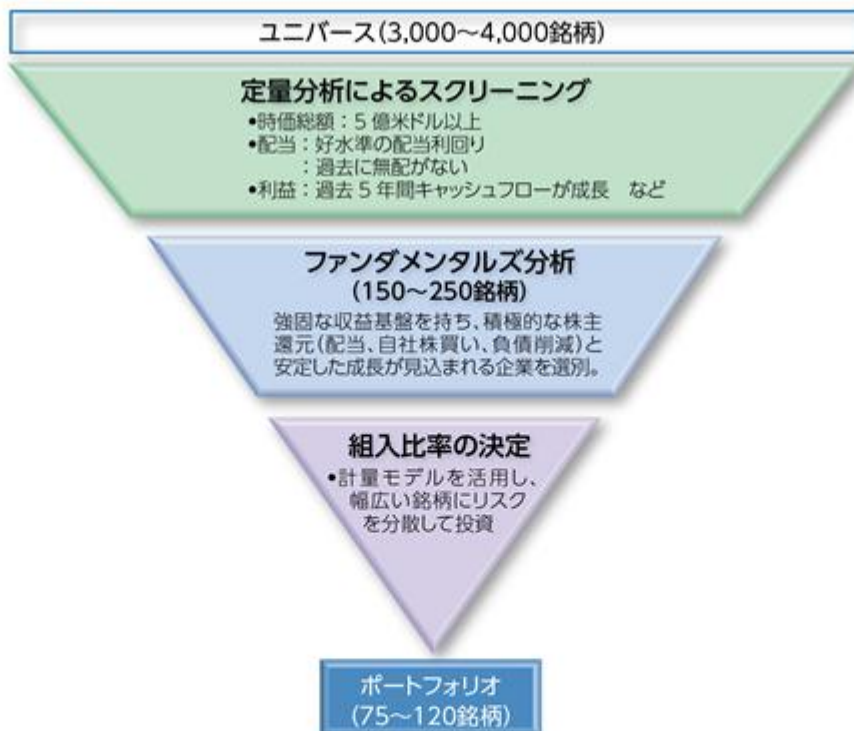 ユニバース(3,000～4,000銘柄)
定量分析によるスクリーニング
•時価総額：5億米ドル以上
•配当：好水準の配当利回り
：過去に無配がない
•利益：過去5年間キャッシュフローが成長　など
ファンダメンタルズ分析
(150～250銘柄)
強固な収益基盤を持ち、積極的な株主
還元(配当、自社株買い、負債削減)と
安定した成長が見込まれる企業を選別。
組入比率の決定
•計量モデルを活用し、
幅広い銘柄にリスク
を分散して投資
ポートフォリオ
(75～120銘柄)